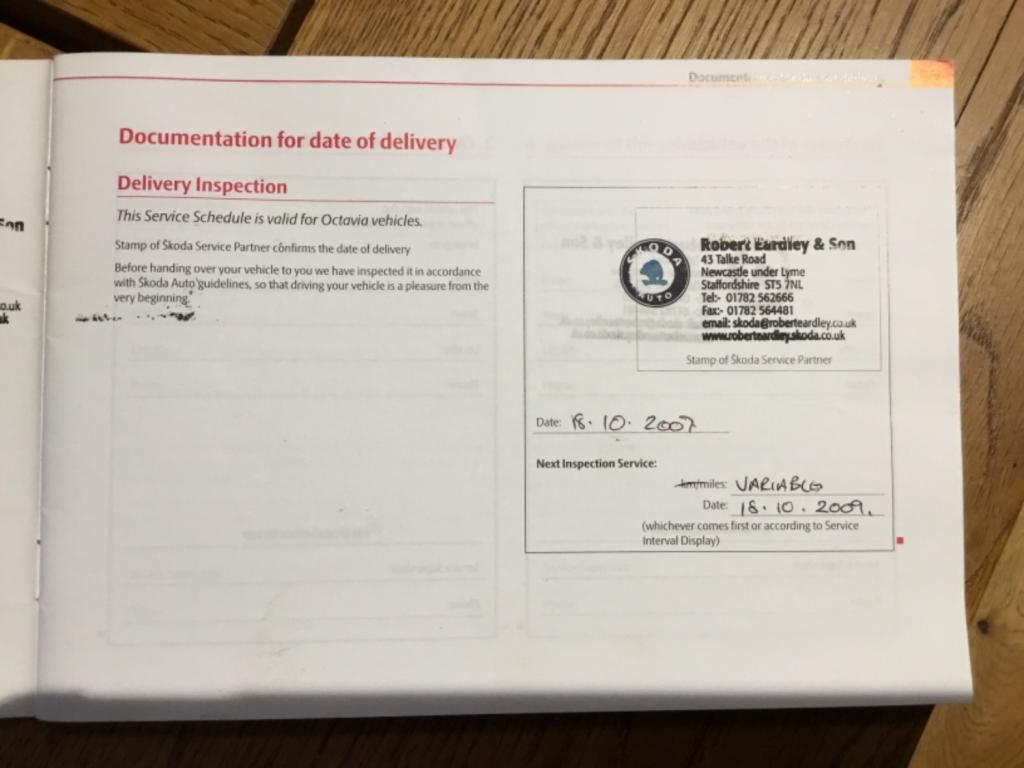 Documentation for date of delivery
Delivery Inspection
This Service Schedule is valid for Octavia vehicles.
Stamp of Škoda Service Partner confirms the date of delivery
Before handing over your vehicle to you we have inspected it in accordance
with Škoda Auto guidelines, so that driving your vehicle is a pleasure from the
very beginning.
SKODA
AUTO
Robert Eardley & Son
43 Talke Road
Newcastle under Lyme
Staffordshire ST5 7NL
Tel:- 01782 562666
Fax:- 01782 564481
email: skoda@roberteardley.co.uk
www.roberteardley.skoda.co.uk
Stamp of Škoda Service Partner
Date: 18. 10. 2007
Next Inspection Service:
km/miles: VARIABLE
Date: 18. 10. 2009.
(whichever comes first or according to Service
Interval Display)